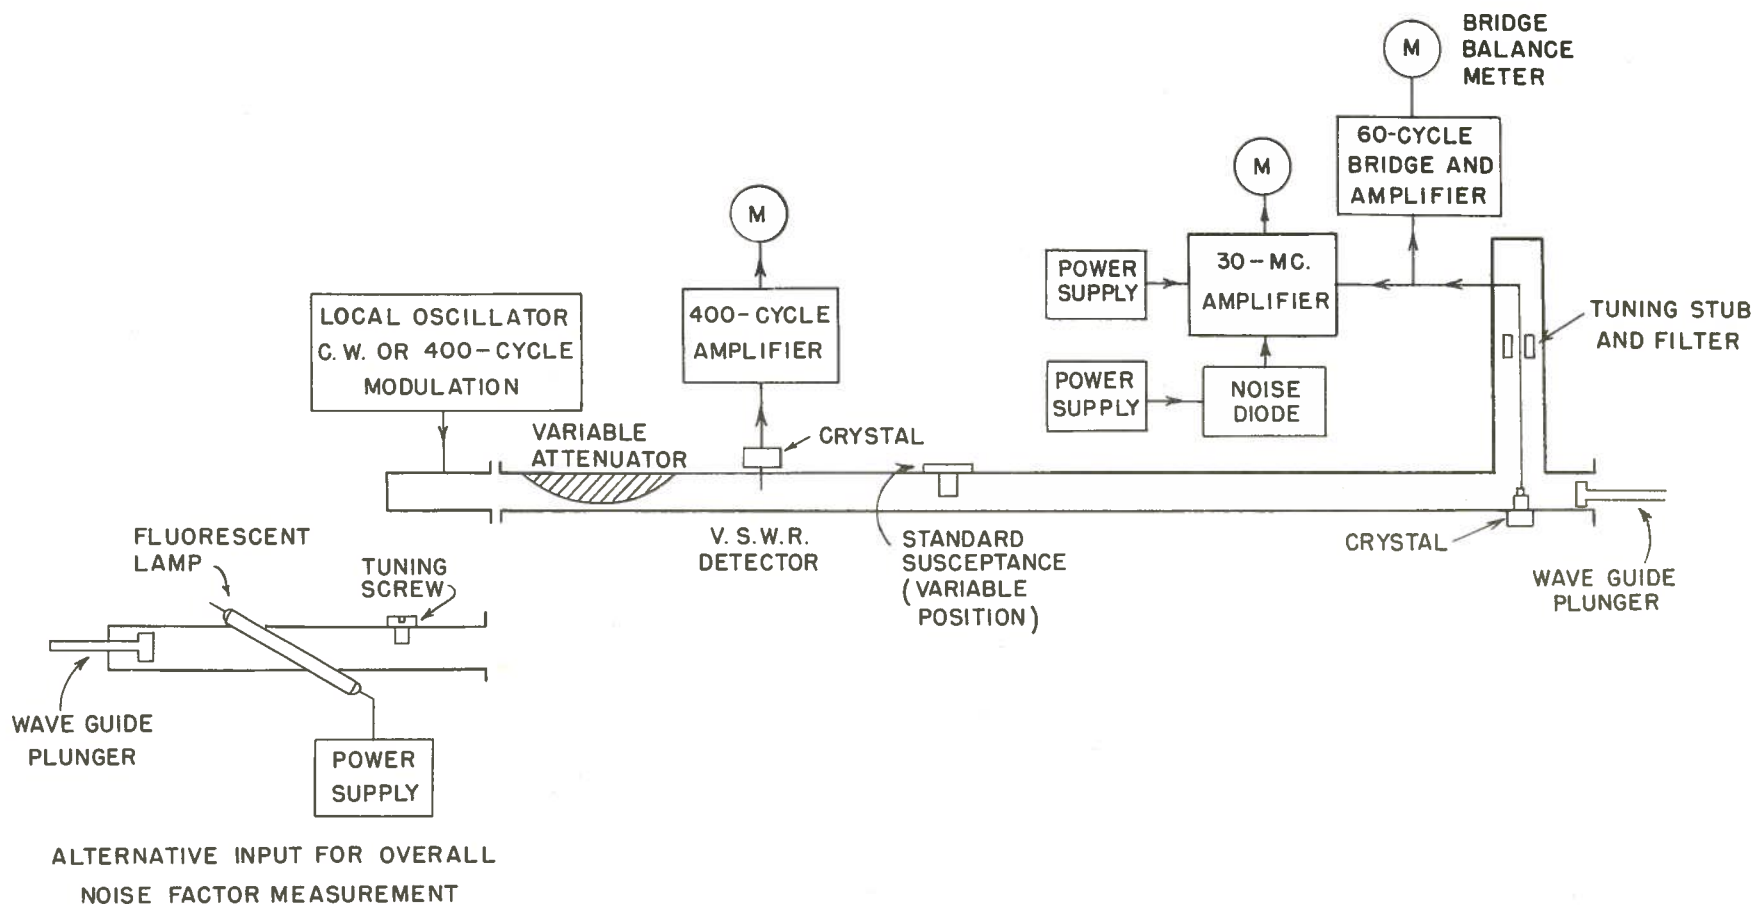 M
BRIDGE
BALANCE
METER
60-CYCLE
BRIDGE AND
AMPLIFIER
M
M
POWER
SUPPLY
30-MC.
AMPLIFIER
TUNING STUB
AND FILTER
LOCAL OSCILLATOR
C.W. OR 400-CYCLE
MODULATION
400-CYCLE
AMPLIFIER
POWER
SUPPLY
NOISE
DIODE
VARIABLE
ATTENUATOR
CRYSTAL
V.S.W.R.
DETECTOR
STANDARD
SUSCEPTANCE
(VARIABLE
POSITION)
CRYSTAL
WAVE GUIDE
PLUNGER
FLUORESCENT
LAMP
TUNING
SCREW
WAVE GUIDE
PLUNGER
POWER
SUPPLY
ALTERNATIVE INPUT FOR OVERALL
NOISE FACTOR MEASUREMENT